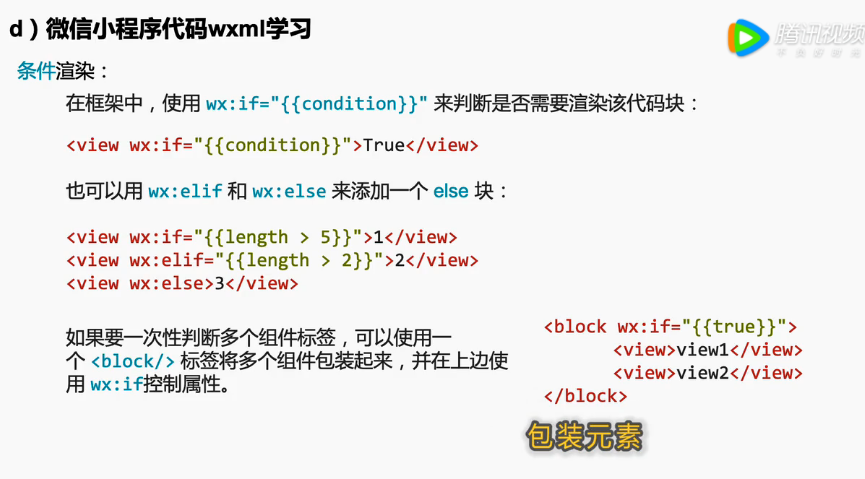 d）微信小程序代码wxml学习
腾讯视频
条件渲染：
在框架中，使用 wx:if="{{condition}}" 来判断是否需要渲染该代码块：
<view wx:if="{{condition}}">True</view>
也可以用 wx:elif 和 wx:else 来添加一个 else 块：
<view wx:if="{{length > 5}}">1</view>
<view wx:elif="{{length > 2}}">2</view>
<view wx:else>3</view>
如果要一次性判断多个组件标签，可以使用一
个 <block/> 标签将多个组件包装起来，并在上边使
用 wx:if控制属性。
<block wx:if="{{true}}">
<view>view1</view>
<view>view2</view>
</block>
包装元素